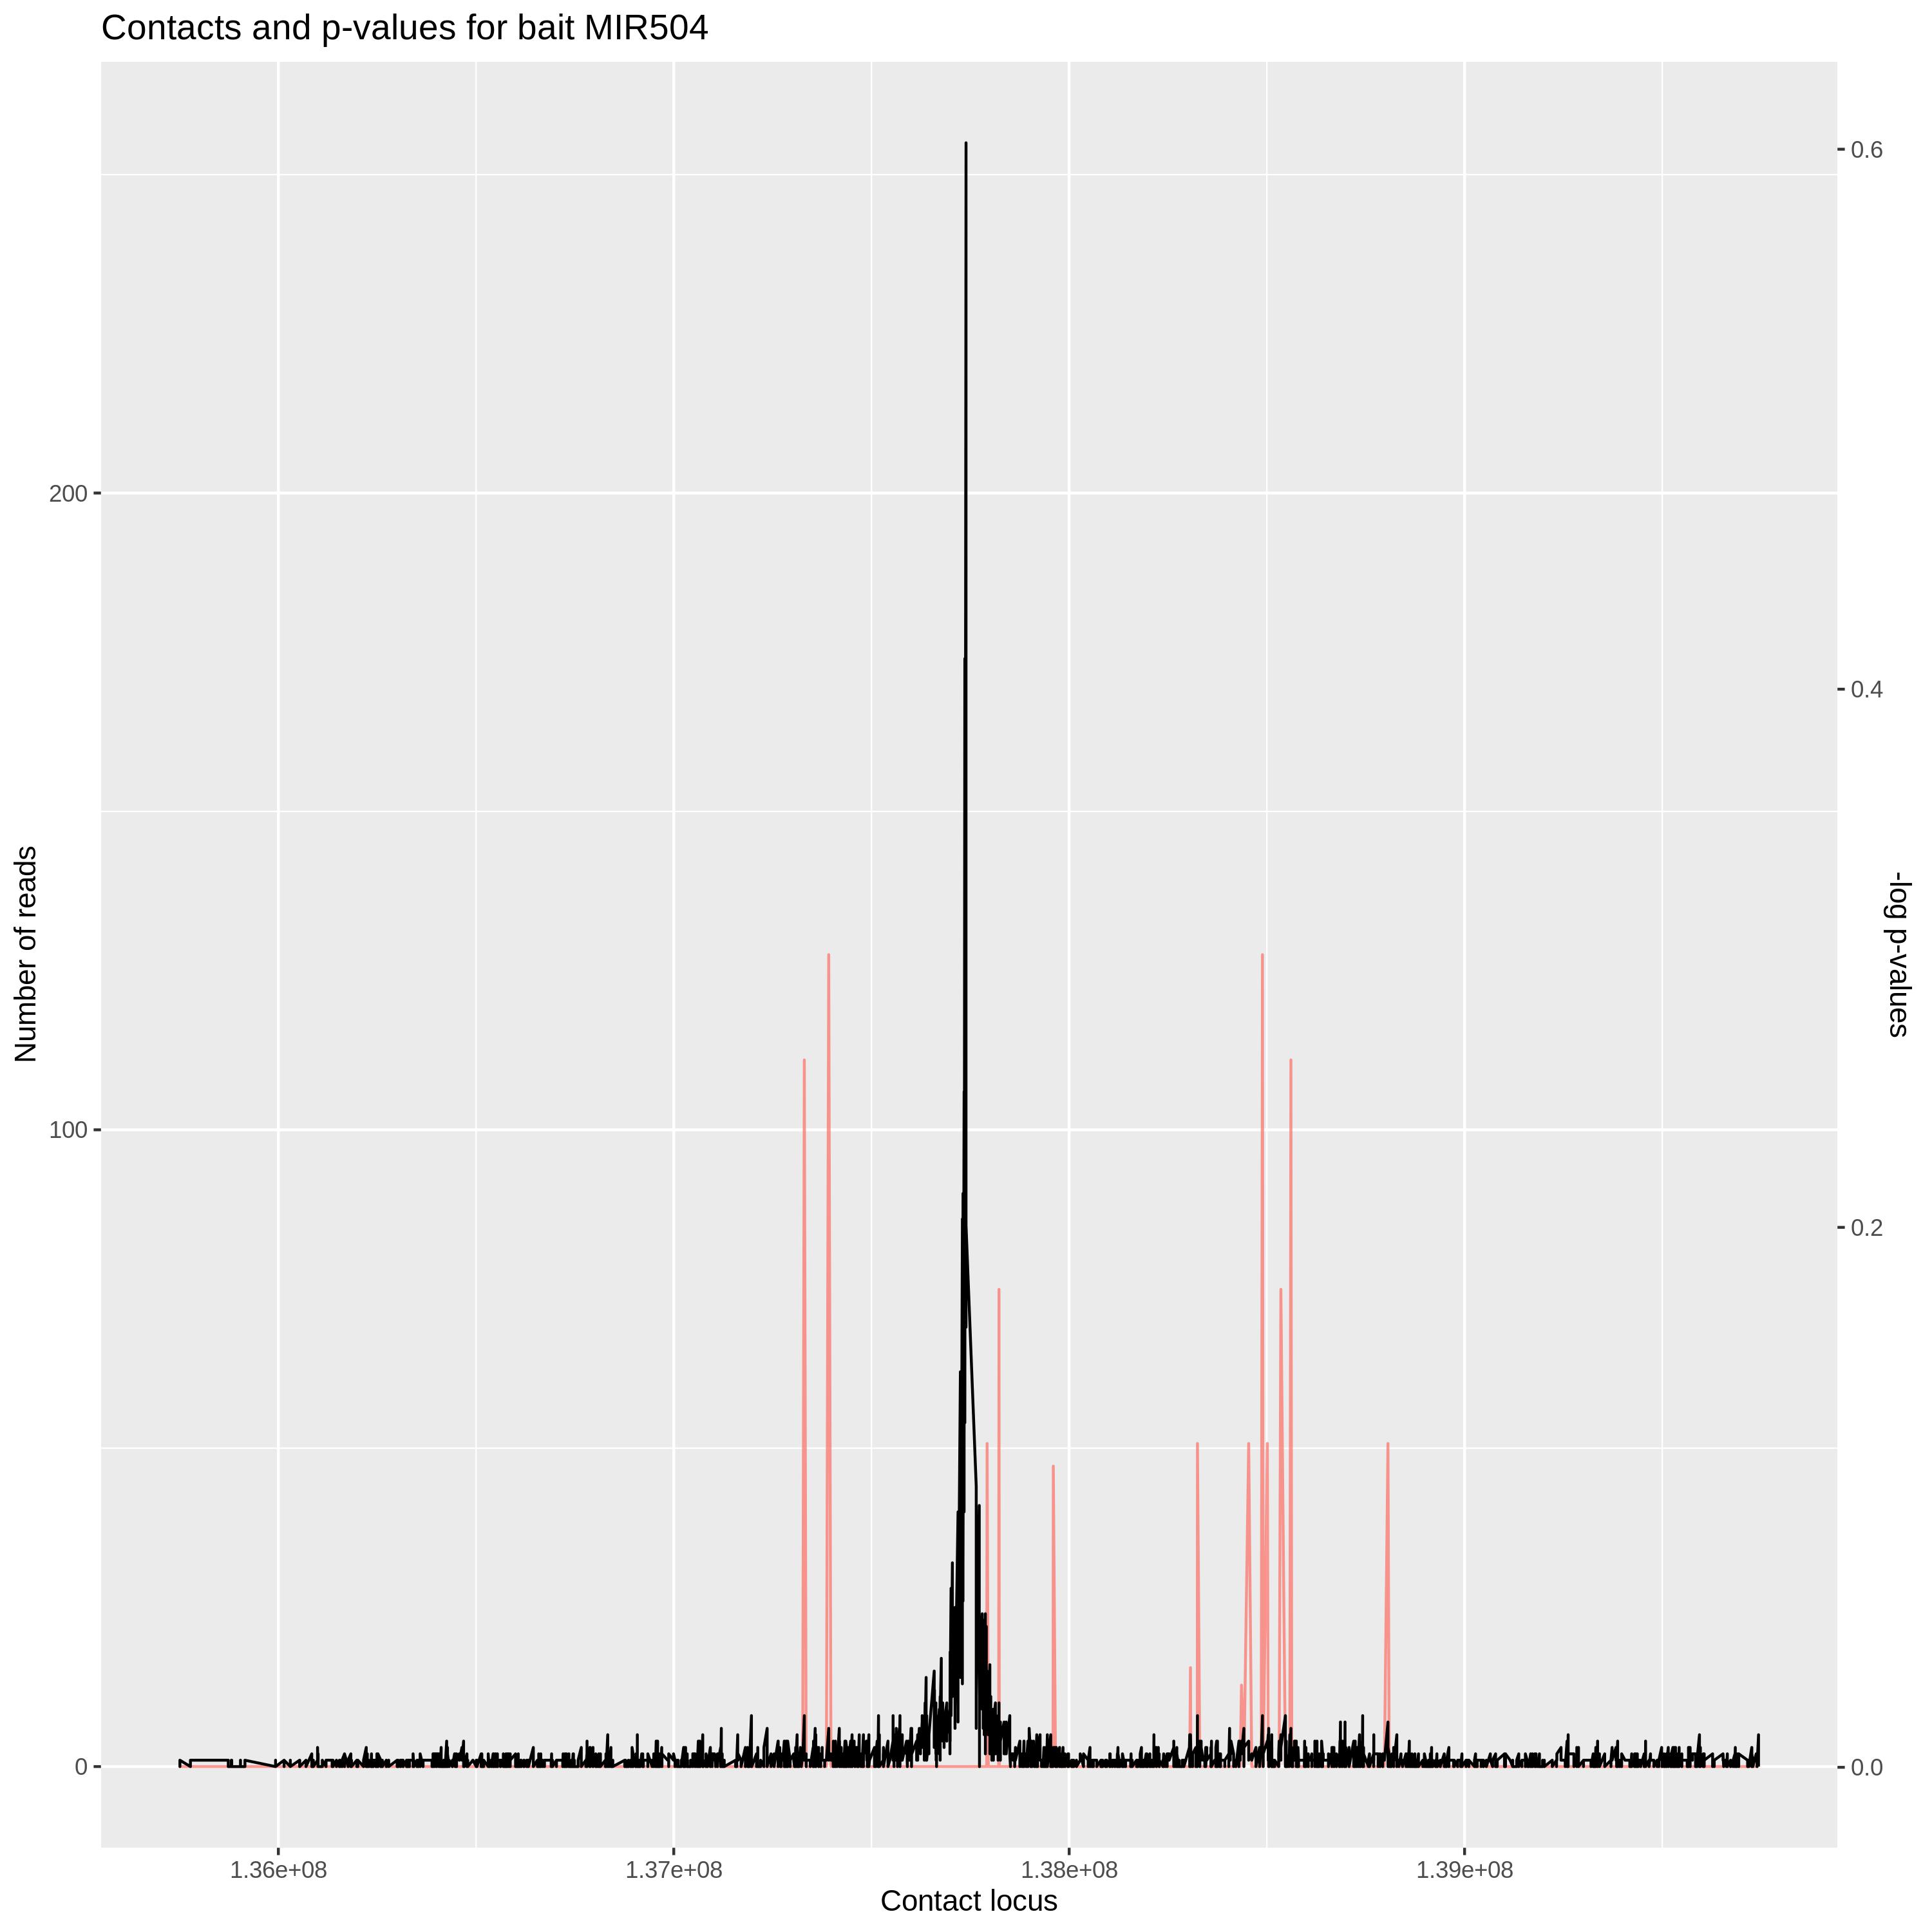 Contacts and p-values for bait MIR504
0.6
200
0.4
Number of reads
-log p-values
100
0.2
0
0.0
1.36e+08
1.37e+08
1.38e+08
1.39e+08
Contact locus